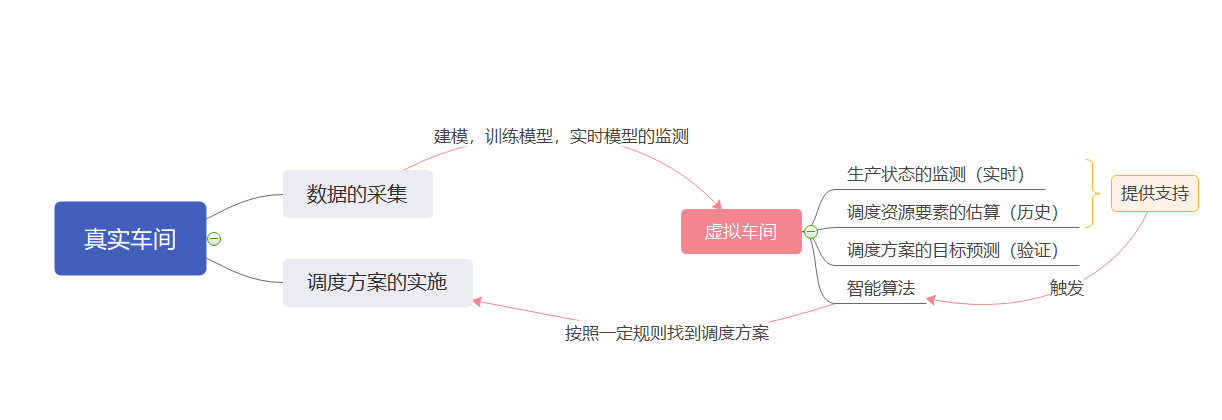 建模，训练模型，实时模型的监测
生产状态的监测（实时）
数据的采集
提供支持
调度资源要素的估算（历史）
真实车间
虚拟车间
调度方案的目标预测（验证）
调度方案的实施
智能算法
触发
按照一定规则找到调度方案